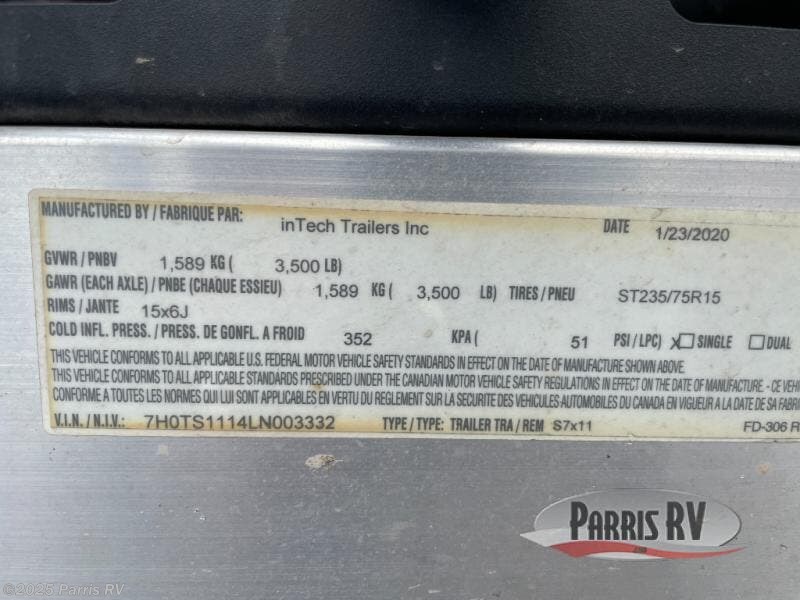 MANUFACTURED BY / FABRIQUE PAR: inTech Trailers Inc DATE 1/23/2020
GVWR / PNBV 1,589 KG ( 3,500 LB)
GAWR (EACH AXLE) / PNBE (CHAQUE ESSIEU) 1,589 KG ( 3,500 LB) TIRES / PNEU ST235/75R15
RIMS / JANTE 15x6J
COLD INFL. PRESS. / PRESS. DE GONFL. A FROID 352 KPA ( 51 PSI / LPC) X SINGLE DUAL
THIS VEHICLE CONFORMS TO ALL APPLICABLE U.S. FEDERAL MOTOR VEHICLE SAFETY STANDARDS IN EFFECT ON THE DATE OF MANUFACTURE SHOWN ABOVE.
THIS VEHICLE CONFORMS TO ALL APPLICABLE STANDARDS PRESCRIBED UNDER THE CANADIAN MOTOR VEHICLE SAFETY REGULATIONS IN EFFECT ON THE DATE OF MANUFACTURE. - CE
CONFORME A TOUTES LES NORMES QUI LUI SONT APPLICABLES EN VERTU DU REGLEMENT SUR LA SECURITE DES VEHICULES AUTOMOBILES DU CANADA EN VIGUEUR A LA DATE DE SA
V.I.N. / N.I.V.: 7H0TS1114LN003332 TYPE / TYPE: TRAILER TRA / REM S7x11 FD-306 R
PARRIS RV
©2025 Parris RV